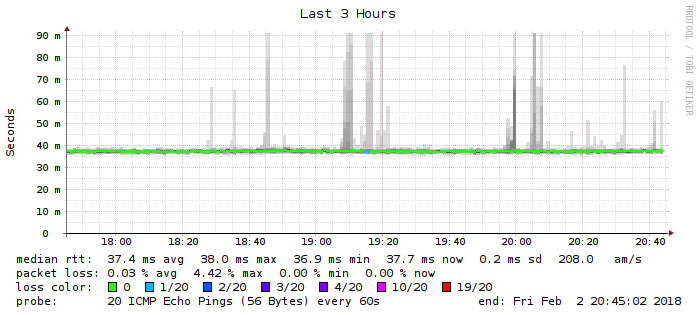 Last 3 Hours
RRDTOOL / TOBI OETIKER
Seconds
90 m
80 m
70 m
60 m
50 m
40 m
30 m
20 m
10 m
0
18:00 18:20 18:40 19:00 19:20 19:40 20:00 20:20 20:40
median rtt: 37.4 ms avg 38.0 ms max 36.9 ms min 37.7 ms now 0.2 ms sd 208.0 am/s
packet loss: 0.03 % avg 4.42 % max 0.00 % min 0.00 % now
loss color: 0 1/20 2/20 3/20 4/20 10/20 19/20
probe: 20 ICMP Echo Pings (56 Bytes) every 60s end: Fri Feb 2 20:45:02 2018